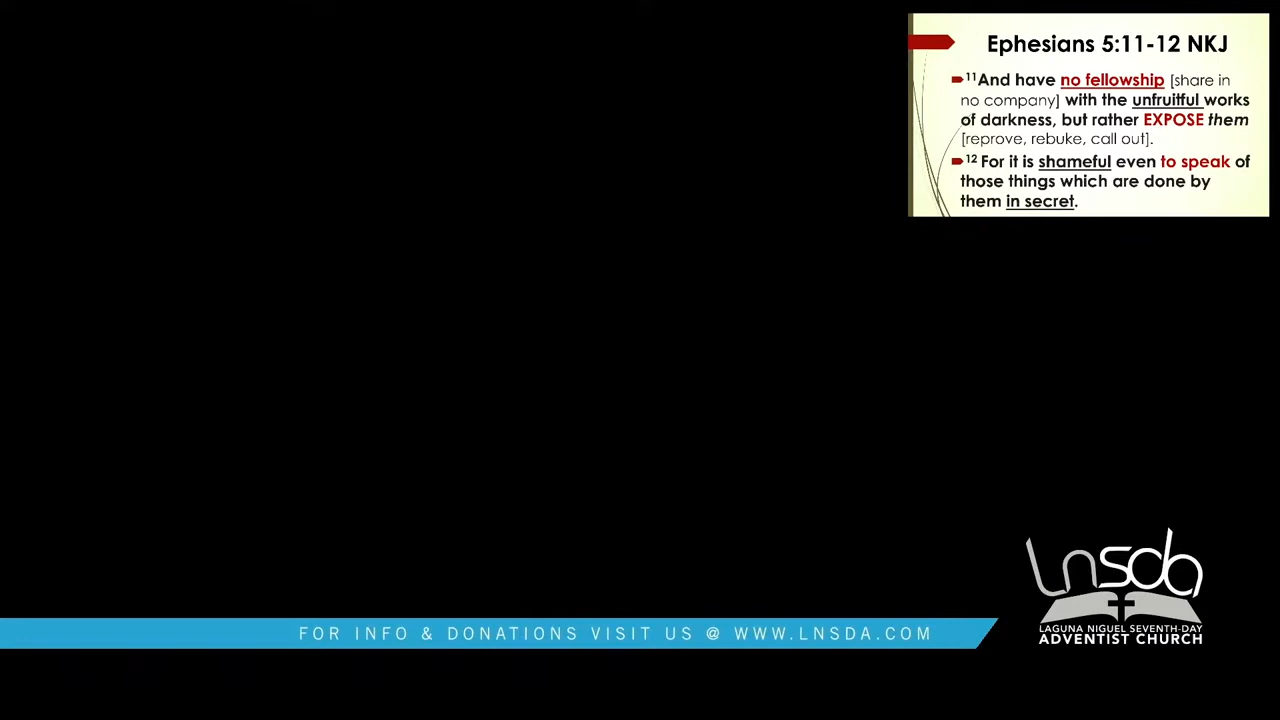 Ephesians 5:11-12 NKJ
11And have no fellowship [share in
no company] with the unfruitful works
of darkness, but rather EXPOSE them
[reprove, rebuke, call out].
12 For it is shameful even to speak of
those things which are done by
them in secret.
lnsda
LAGUNA NIGUEL SEVENTH-DAY
ADVENTIST CHURCH
FOR INFO & DONATIONS VISIT US @ WWW.LNSDA.COM